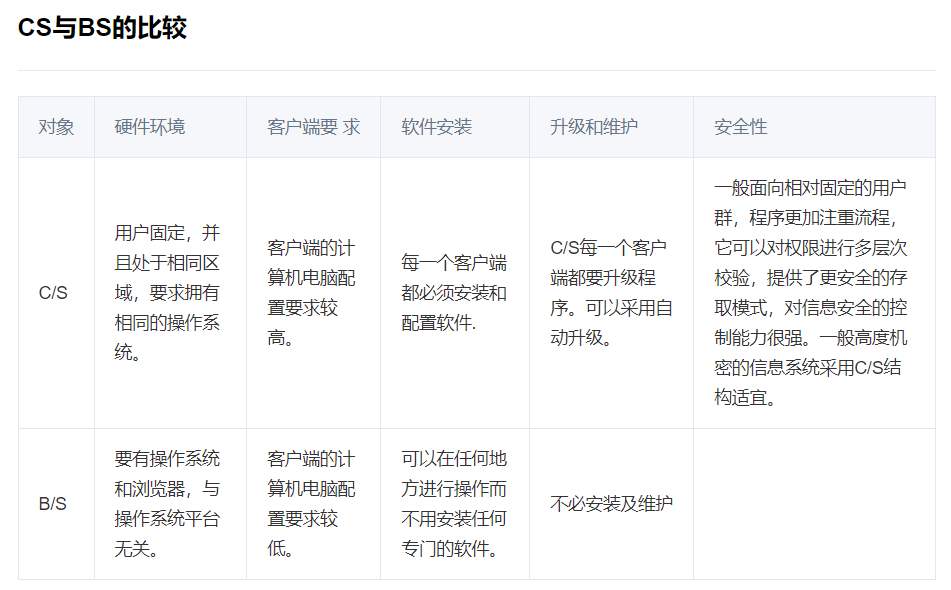 CS与BS的比较
对象
硬件环境
客户端要 求
软件安装
升级和维护
安全性
C/S
用户固定，并
且处于相同区
域，要求拥有
相同的操作系
统。
客户端的计
算机电脑配
置要求较
高。
每一个客户端
都必须安装和
配置软件.
C/S每一个客户
端都要升级程
序。可以采用自
动升级。
一般面向相对固定的用户
群，程序更加注重流程，
它可以对权限进行多层次
校验，提供了更安全的存
取模式，对信息安全的控
制能力很强。一般高度机
密的信息系统采用C/S结
构适宜。
B/S
要有操作系统
和浏览器，与
操作系统平台
无关。
客户端的计
算机电脑配
置要求较
低。
可以在任何地
方进行操作而
不用安装任何
专门的软件。
不必安装及维护